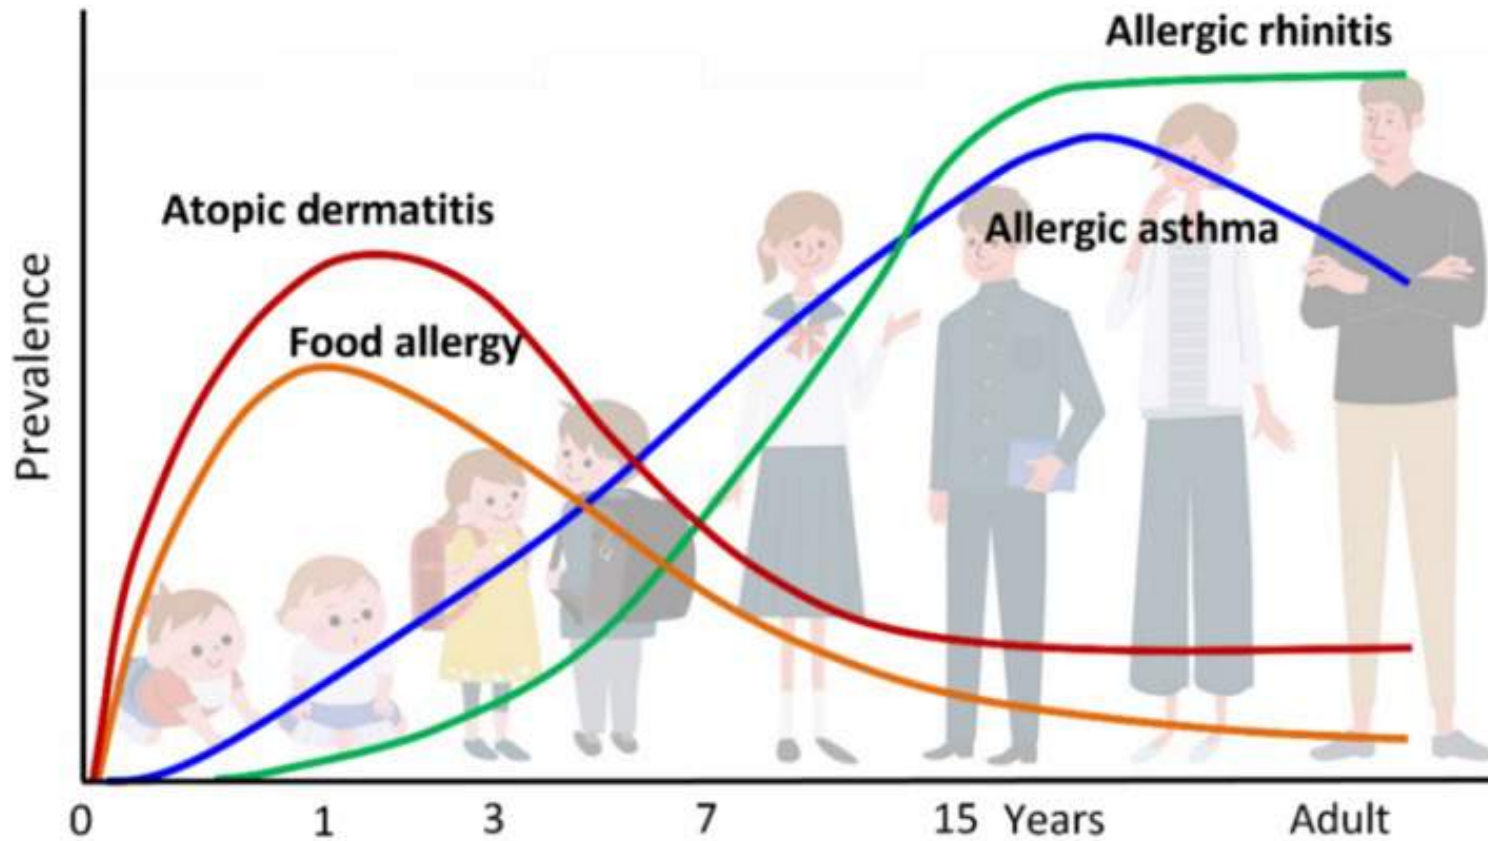 Allergic rhinitis
Atopic dermatitis
Allergic asthma
Food allergy
Prevalence
0 1 3 7 15 Years Adult